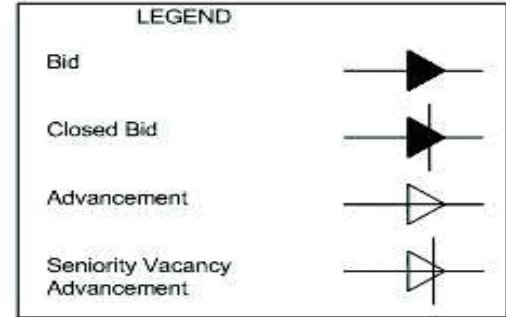 LEGEND
Bid
Closed Bid
Advancement
Seniority Vacancy
Advancement